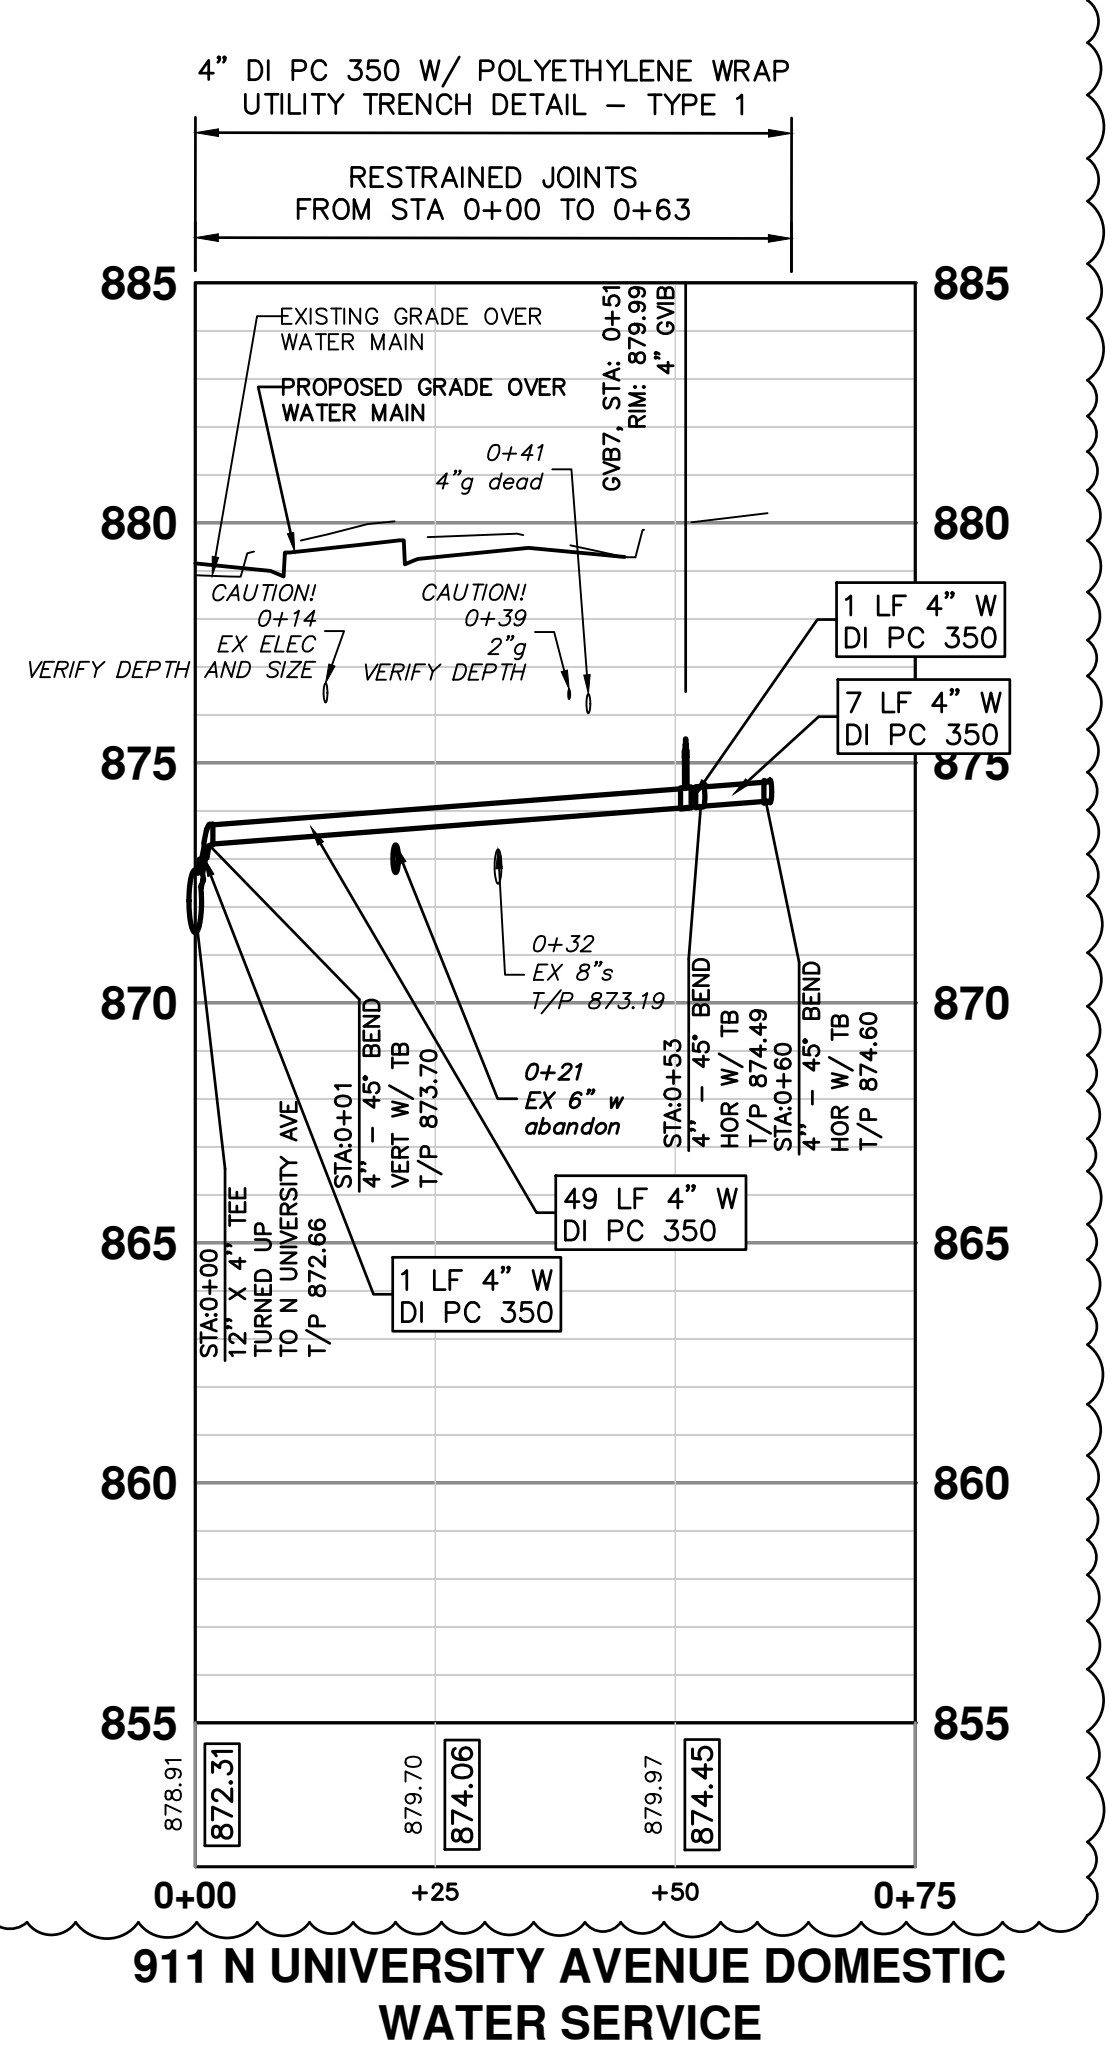 4" DI PC 350 W/ POLYETHYLENE WRAP
UTILITY TRENCH DETAIL – TYPE 1
RESTRAINED JOINTS
FROM STA 0+00 TO 0+63
885
885
EXISTING GRADE OVER
WATER MAIN
PROPOSED GRADE OVER
WATER MAIN
GVB7, STA: 0+51
RIM: 879.99
4" GVIB
0+41
4"g dead
880
880
CAUTION!
0+14
EX ELEC
VERIFY DEPTH AND SIZE
CAUTION!
0+39
2"g
VERIFY DEPTH
1 LF 4" W
DI PC 350
7 LF 4" W
DI PC 350
875
875
0+32
EX 8"s
T/P 873.19
870
870
0+21
EX 6" w
abandon
STA:0+01
4" – 45° BEND
VERT W/ TB
T/P 873.70
STA:0+53
4" – 45° BEND
HOR W/ TB
T/P 874.49
STA:0+60
4" – 45° BEND
HOR W/ TB
T/P 874.60
49 LF 4" W
DI PC 350
865
865
STA:0+00
12" X 4" TEE
TURNED UP
TO N UNIVERSITY AVE
T/P 872.66
1 LF 4" W
DI PC 350
860
860
855
855
878.91
872.31
879.70
874.06
879.97
874.45
0+00
+25
+50
0+75
911 N UNIVERSITY AVENUE DOMESTIC
WATER SERVICE